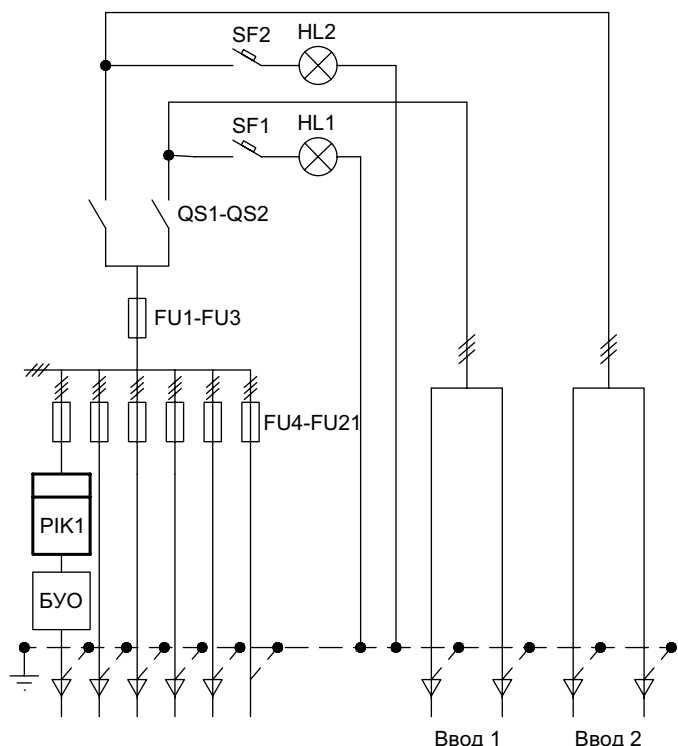 SF2 HL2
SF1 HL1
QS1-QS2
FU1-FU3
FU4-FU21
PIK1
БУО
Ввод 1 Ввод 2